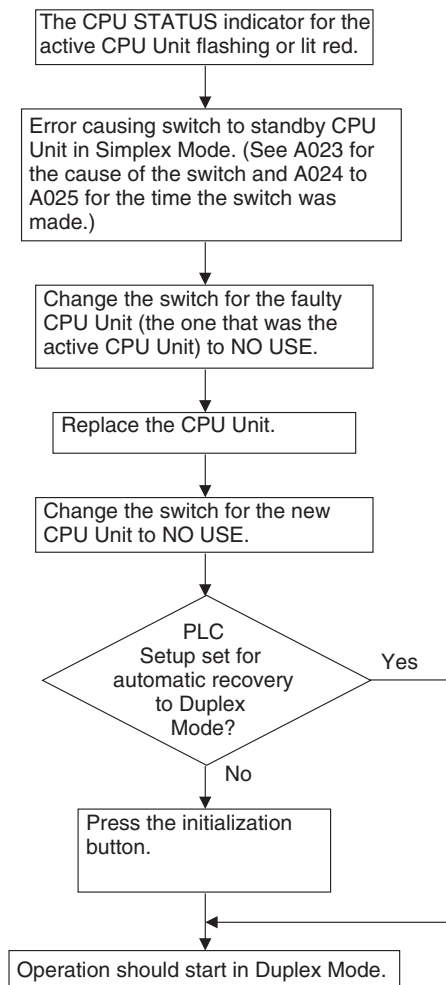 The CPU STATUS indicator for the
active CPU Unit flashing or lit red.
Error causing switch to standby CPU
Unit in Simplex Mode. (See A023 for
the cause of the switch and A024 to
A025 for the time the switch was
made.)
Change the switch for the faulty
CPU Unit (the one that was the
active CPU Unit) to NO USE.
Replace the CPU Unit.
Change the switch for the new
CPU Unit to NO USE.
PLC
Setup set for
automatic recovery
to Duplex
Mode?
Yes
No
Press the initialization
button.
Operation should start in Duplex Mode.